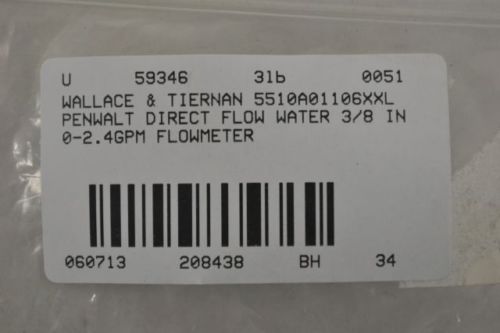 U 59346 3lb 0051
WALLACE & TIERNAN 5510A01106XXL
PENWALT DIRECT FLOW WATER 3/8 IN
0-2.4GPM FLOWMETER
060713 208438 BH 34